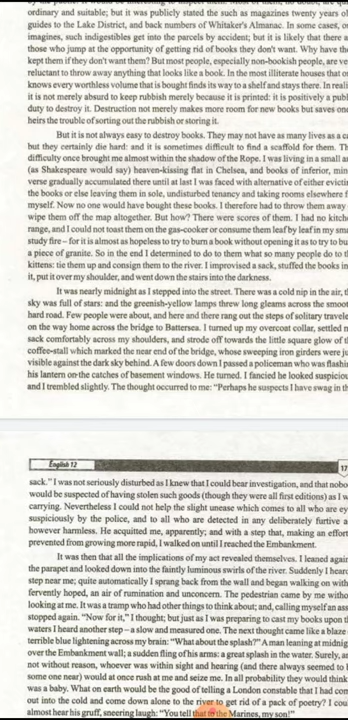 ordinary and suitable; but it was publicly stated the such as magazines twenty years ol
guides to the Lake District, and back numbers of Whitaker's Almanac. In some cases, o
imagines, such indigestibles get into the parcels by accident; but it is likely that there a
those who jump at the opportunity of getting rid of books they don't want. Why have th
kept them if they don't want them? But most people, especially non-bookish people, are ve
reluctant to throw away anything that looks like a book. In the most illiterate houses that o
knows every worthless volume that is bought finds its way to a shelf and stays there. In reali
it is not merely absurd to keep rubbish merely because it is printed: it is positively a publ
duty to destroy it. Destruction not merely makes more room for new books but saves one
heirs the trouble of sorting out the rubbish or storing it.
But it is not always easy to destroy books. They may not have as many lives as a ca
but they certainly die hard: and it is sometimes difficult to find a scaffold for them. Th
difficulty once brought me almost within the shadow of the Rope. I was living in a small an
(as Shakespeare would say) heaven-kissing flat in Chelsea, and books of inferior, min
verse gradually accumulated there until at last I was faced with alternative of either evictin
the books or else leaving them in sole, undisturbed tenancy and taking rooms elsewhere f
myself. Now no one would have bought these books. I therefore had to throw them away
wipe them off the map altogether. But how? There were scores of them. I had no kitch
range, and I could not toast them on the gas-cooker or consume them leaf by leaf in my sma
study fire – for it is almost as hopeless to try to burn a book without opening it as to try to bu
a piece of granite. So in the end I determined to do to them what so many people do to t
kittens: tie them up and consign them to the river. I improvised a sack, stuffed the books in
it, put it over my shoulder, and went down the stairs into the darkness.
It was nearly midnight as I stepped into the street. There was a cold nip in the air, t
sky was full of stars: and the greenish-yellow lamps threw long gleams across the smoot
hard road. Few people were about, and here and there rang out the steps of solitary travele
on the way home across the bridge to Battersea. I turned up my overcoat collar, settled m
sack comfortably across my shoulders, and strode off towards the little square glow of t
coffee-stall which marked the near end of the bridge, whose sweeping iron girders were ju
visible against the dark sky behind. A few doors down I passed a policeman who was flashin
his lantern on the catches of basement windows. He turned. I fancied he looked suspiciou
and I trembled slightly. The thought occurred to me: "Perhaps he suspects I have swag in th
English 12
17
sack." I was not seriously disturbed as I knew that I could bear investigation, and that nobo
would be suspected of having stolen such goods (though they were all first editions) as I w
carrying. Nevertheless I could not help the slight unease which comes to all who are ey
suspiciously by the police, and to all who are detected in any deliberately furtive a
however harmless. He acquitted me, apparently; and with a step that, making an effort
prevented from growing more rapid, I walked on until I reached the Embankment.
It was then that all the implications of my act revealed themselves. I leaned again
the parapet and looked down into the faintly luminous swirls of the river. Suddenly I heard
step near me; quite automatically I sprang back from the wall and began walking on with
fervently hoped, an air of rumination and unconcern. The pedestrian came by me witho
looking at me. It was a tramp who had other things to think about; and, calling myself an ass
stopped again. "Now for it," I thought; but just as I was preparing to cast my books upon t
waters I heard another step – a slow and measured one. The next thought came like a blaze
terrible blue lightening across my brain: "What about the splash?" A man leaning at midnig
over the Embankment wall; a sudden fling of his arms: a great splash in the water. Surely, an
not without reason, whoever was within sight and hearing (and there always seemed to b
some one near) would at once rush at me and seize me. In all probability they would think
was a baby. What on earth would be the good of telling a London constable that I had com
out into the cold and come down alone to the river to get rid of a pack of poetry? I cou
almost hear his gruff, sneering laugh: "You tell that to the Marines, my son!"